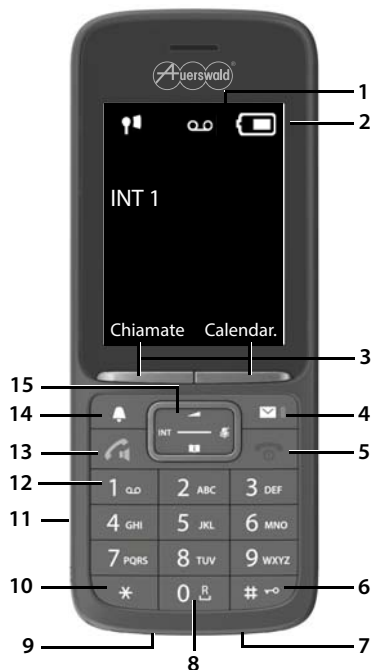 Auerswald
1
2
INT 1
Chiamate Calendar.
3
15
14
4
INT
13
5
12
1 2 ABC 3 DEF
11
4 GHI 5 JKL 6 MNO
7 PQRS 8 TUV 9 WXYZ
10
* 0 R #
6
9
8
7